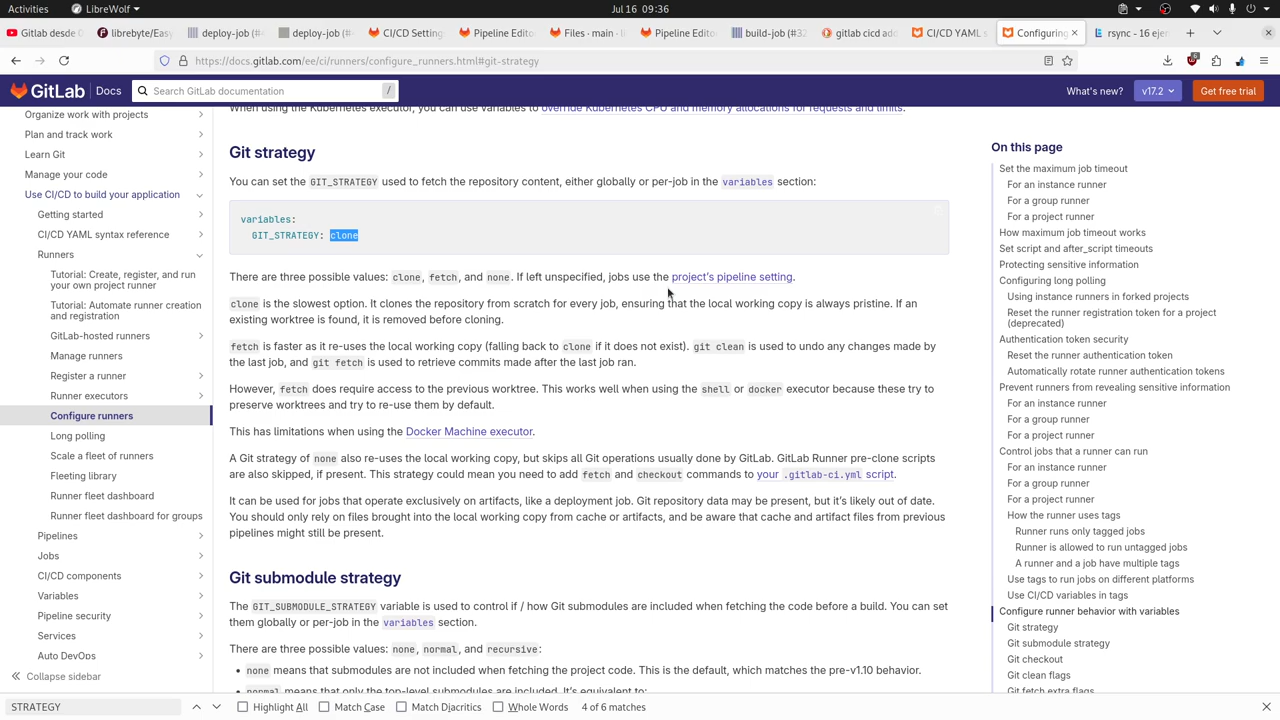 Activities
LibreWolf
Jul 16 09:36
Gitlab desde
librebyte/Easy
deploy-job (#
deploy-job (#
CI/CD Setting
Pipeline Edito
Files · main · li
Pipeline Edito
build-job (#32
gitlab cicd add
CI/CD YAML s
Configuring
rsync - 16 ejem
https://docs.gitlab.com/ee/ci/runners/configure_runners.html#git-strategy
6
GitLab Docs
Search GitLab documentation
/
What's new?
v17.2
Get free trial
Organize work with projects
Plan and track work
Learn Git
Manage your code
Use CI/CD to build your application
Getting started
CI/CD YAML syntax reference
Runners
Tutorial: Create, register, and run
your own project runner
Tutorial: Automate runner creation
and registration
GitLab-hosted runners
Manage runners
Register a runner
Runner executors
Configure runners
Long polling
Scale a fleet of runners
Fleeting library
Runner fleet dashboard
Runner fleet dashboard for groups
Pipelines
Jobs
CI/CD components
Variables
Pipeline security
Services
Auto DevOps
Collapse sidebar
When using the Kubernetes executor, you can use variables to override Kubernetes CPU and memory allocations for requests and limits.
Git strategy
You can set the GIT_STRATEGY used to fetch the repository content, either globally or per-job in the variables section:
variables:
GIT_STRATEGY: clone
There are three possible values: clone, fetch, and none. If left unspecified, jobs use the project's pipeline setting.
clone is the slowest option. It clones the repository from scratch for every job, ensuring that the local working copy is always pristine. If an
existing worktree is found, it is removed before cloning.
fetch is faster as it re-uses the local working copy (falling back to clone if it does not exist). git clean is used to undo any changes made by
the last job, and git fetch is used to retrieve commits made after the last job ran.
However, fetch does require access to the previous worktree. This works well when using the shell or docker executor because these try to
preserve worktrees and try to re-use them by default.
This has limitations when using the Docker Machine executor.
A Git strategy of none also re-uses the local working copy, but skips all Git operations usually done by GitLab. GitLab Runner pre-clone scripts
are also skipped, if present. This strategy could mean you need to add fetch and checkout commands to your .gitlab-ci.yml script.
It can be used for jobs that operate exclusively on artifacts, like a deployment job. Git repository data may be present, but it's likely out of date.
You should only rely on files brought into the local working copy from cache or artifacts, and be aware that cache and artifact files from previous
pipelines might still be present.
Git submodule strategy
The GIT_SUBMODULE_STRATEGY variable is used to control if / how Git submodules are included when fetching the code before a build. You can set
them globally or per-job in the variables section.
There are three possible values: none, normal, and recursive:
• none means that submodules are not included when fetching the project code. This is the default, which matches the pre-v1.10 behavior.
• normal means that only the top-level submodules are included. It's equivalent to:
On this page
Set the maximum job timeout
For an instance runner
For a group runner
For a project runner
How maximum job timeout works
Set script and after_script timeouts
Protecting sensitive information
Configuring long polling
Using instance runners in forked projects
Reset the runner registration token for a project
(deprecated)
Authentication token security
Reset the runner authentication token
Automatically rotate runner authentication tokens
Prevent runners from revealing sensitive information
For an instance runner
For a group runner
For a project runner
Control jobs that a runner can run
For an instance runner
For a group runner
For a project runner
How the runner uses tags
Runner runs only tagged jobs
Runner is allowed to run untagged jobs
A runner and a job have multiple tags
Use tags to run jobs on different platforms
Use CI/CD variables in tags
Configure runner behavior with variables
Git strategy
Git submodule strategy
Git checkout
Git clean flags
Git fetch extra flags
STRATEGY
Highlight All
Match Case
Match Diacritics
Whole Words
4 of 6 matches